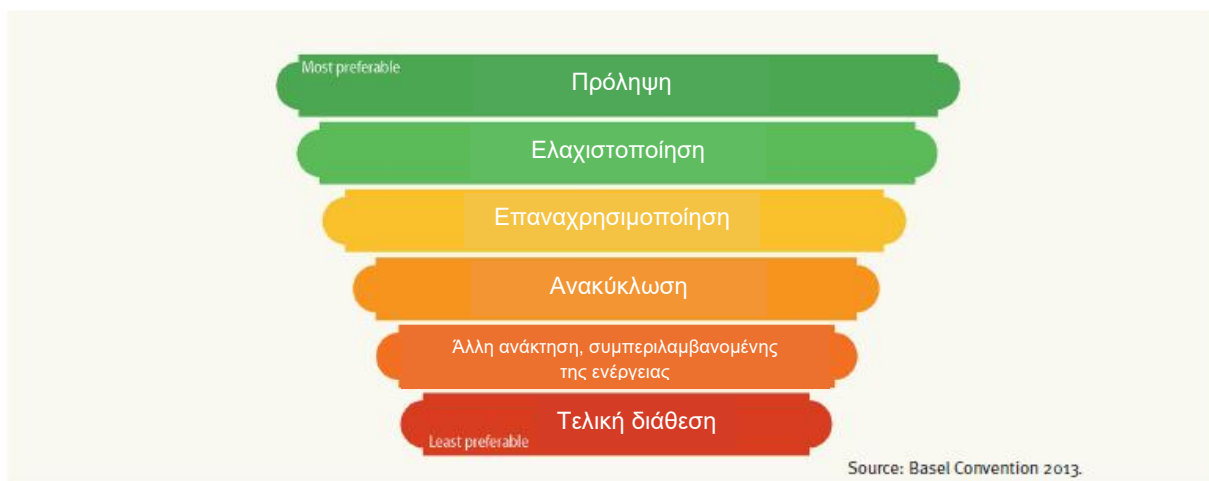 Most preferable
Πρόληψη
Ελαχιστοποίηση
Επαναχρησιμοποίηση
Ανακύκλωση
Άλλη ανάκτηση, συμπεριλαμβανομένης
της ενέργειας
Τελική διάθεση
Least preferable
Source: Basel Convention 2013.